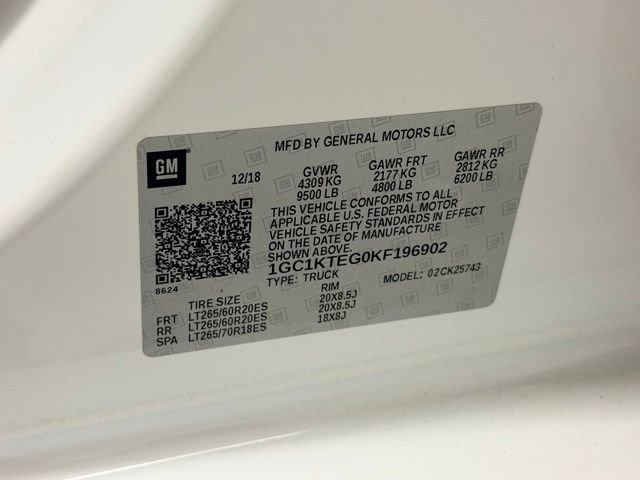 MFD BY GENERAL MOTORS LLC
GM
12/18
GVWR GAWR FRT GAWR RR
4309 KG 2177 KG 2812 KG
9500 LB 4800 LB 6200 LB
THIS VEHICLE CONFORMS TO ALL
APPLICABLE U.S. FEDERAL MOTOR
VEHICLE SAFETY STANDARDS IN EFFECT
ON THE DATE OF MANUFACTURE
SHOWN ABOVE.
1GC1KTEG0KF196902
TYPE: TRUCK MODEL: 02CK25743
8624
TIRE SIZE RIM
FRT LT265/60R20ES 20X8.5J
RR LT265/60R20ES 20X8.5J
SPA LT265/70R18ES 18X8J